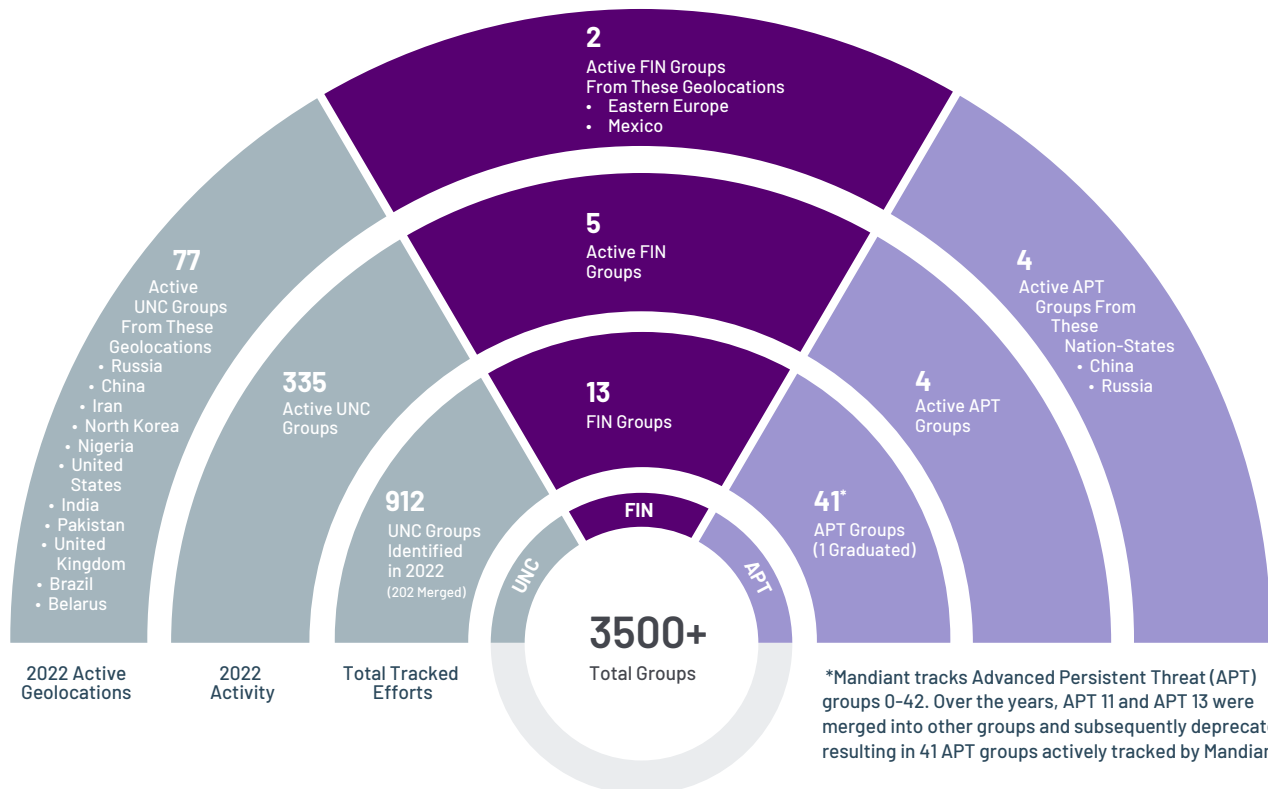 2
Active FIN Groups
From These Geolocations
• Eastern Europe
• Mexico
5
Active FIN
Groups
13
FIN Groups
FIN
77
Active
UNC Groups
From These
Geolocations
• Russia
• China
• Iran
• North Korea
• Nigeria
• United
States
• India
• Pakistan
• United
Kingdom
• Brazil
• Belarus
335
Active UNC
Groups
912
UNC Groups
Identified
in 2022
(202 Merged)
UNC
4
Active APT
Groups From
These
Nation-States
• China
• Russia
4
Active APT
Groups
41*
APT Groups
(1 Graduated)
APT
3500+
Total Groups
2022 Active
Geolocations
2022
Activity
Total Tracked
Efforts
*Mandiant tracks Advanced Persistent Threat (APT)
groups 0-42. Over the years, APT 11 and APT 13 were
merged into other groups and subsequently
resulting in 41 APT groups actively tracked by